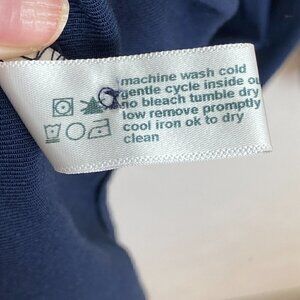 machine wash cold
gentle cycle inside ou
no bleach tumble dry
low remove promptly
cool iron ok to dry
clean